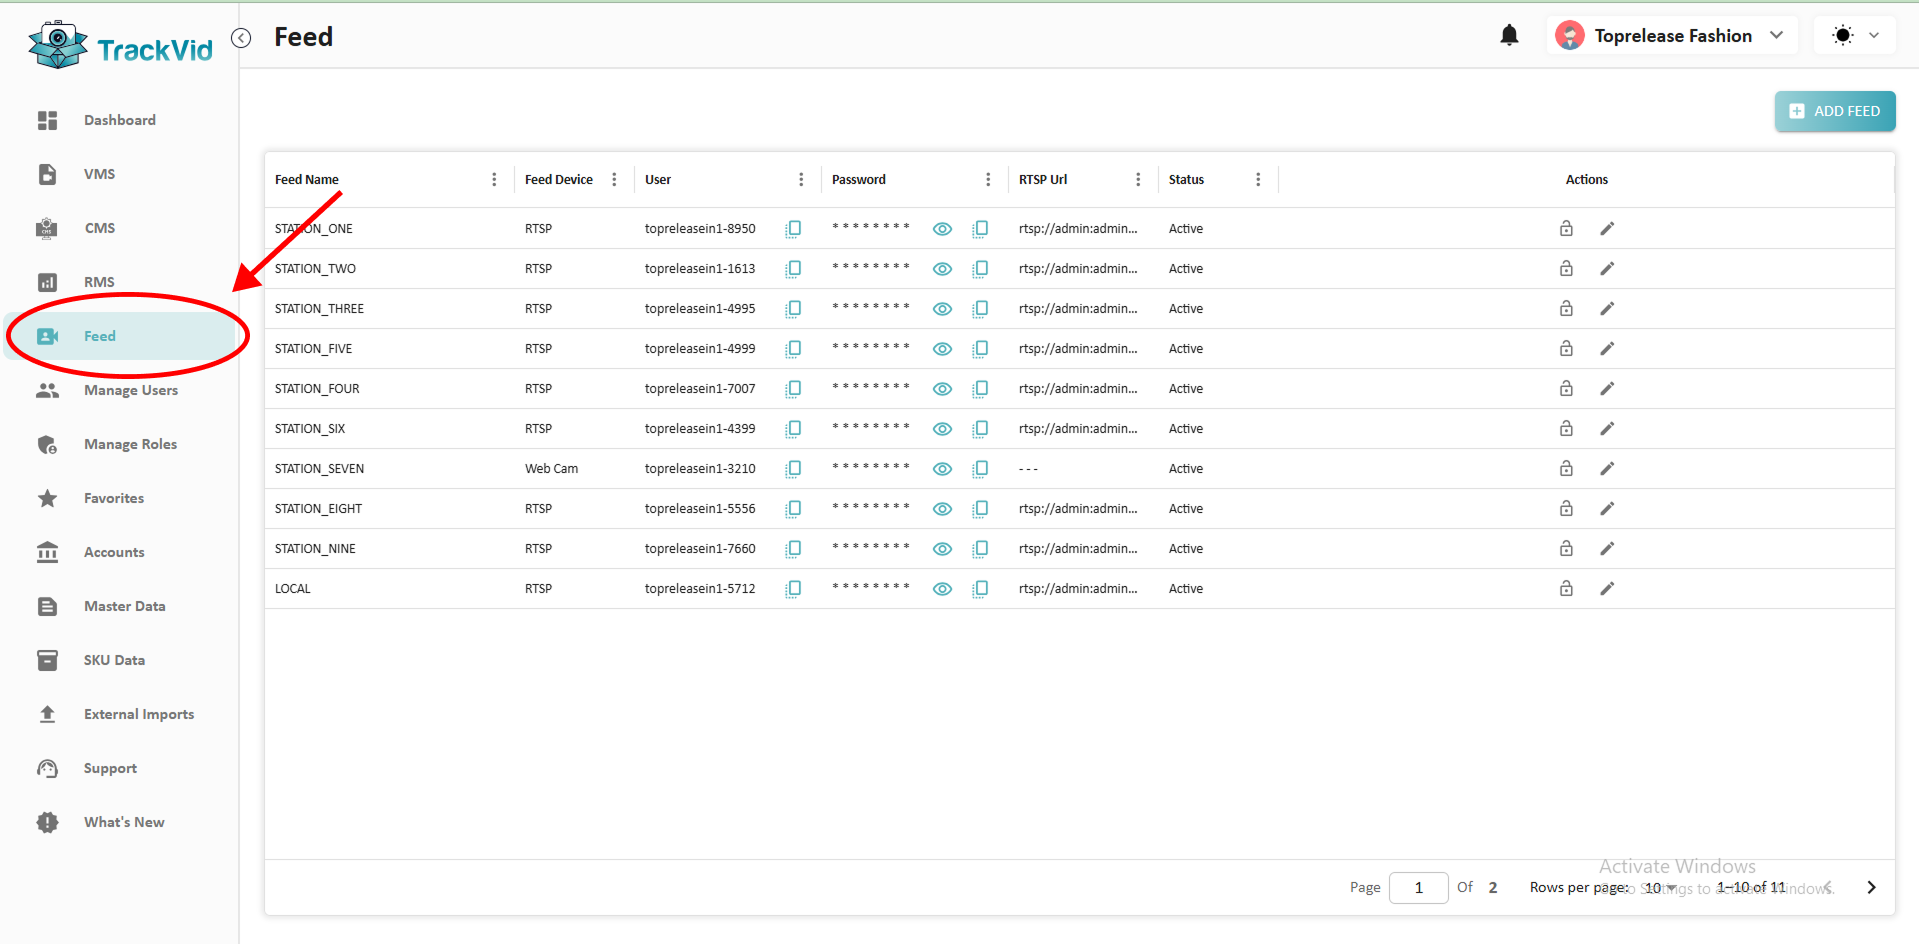 TrackVid
Feed
Toprelease Fashion
Dashboard
VMS
CMS
RMS
Feed
Manage Users
Manage Roles
Favorites
Accounts
Master Data
SKU Data
External Imports
Support
What's New
ADD FEED
Feed Name Feed Device User Password RTSP Url Status Actions
STATION_ONE RTSP topreleasein1-8950 * * * * * * * * rtsp://admin:admin... Active
STATION_TWO RTSP topreleasein1-1613 * * * * * * * * rtsp://admin:admin... Active
STATION_THREE RTSP topreleasein1-4995 * * * * * * * * rtsp://admin:admin... Active
STATION_FIVE RTSP topreleasein1-4999 * * * * * * * * rtsp://admin:admin... Active
STATION_FOUR RTSP topreleasein1-7007 * * * * * * * * rtsp://admin:admin... Active
STATION_SIX RTSP topreleasein1-4399 * * * * * * * * rtsp://admin:admin... Active
STATION_SEVEN Web Cam topreleasein1-3210 * * * * * * * * - - - Active
STATION_EIGHT RTSP topreleasein1-5556 * * * * * * * * rtsp://admin:admin... Active
STATION_NINE RTSP topreleasein1-7660 * * * * * * * * rtsp://admin:admin... Active
LOCAL RTSP topreleasein1-5712 * * * * * * * * rtsp://admin:admin... Active
Activate Windows
Page 1 Of 2 Rows per page: 10 1–10 of 11
Go to Settings to activate Windows.